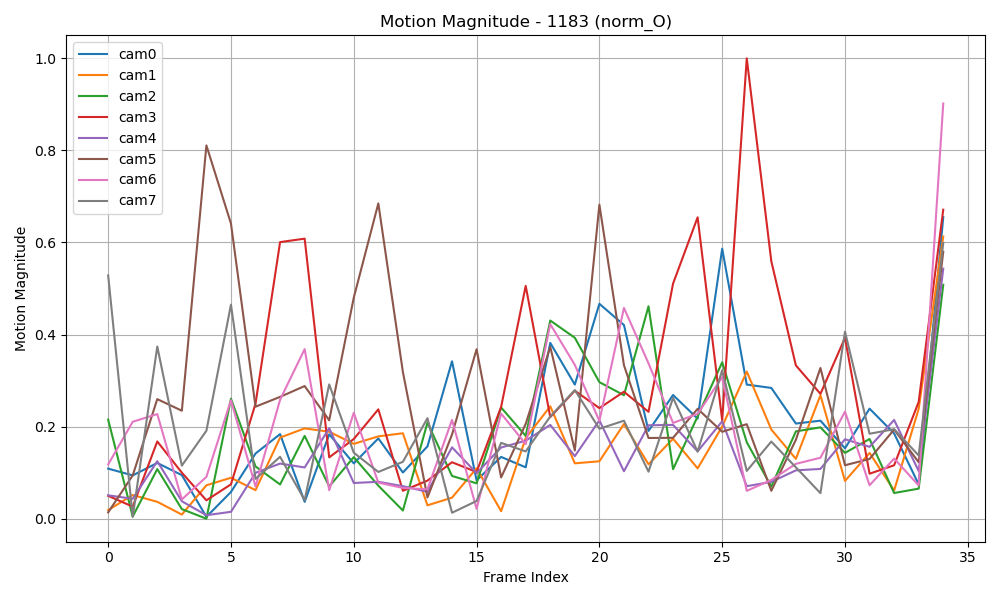 Motion Magnitude - 1183 (norm_O)
cam0
cam1
cam2
cam3
cam4
cam5
cam6
cam7
Motion Magnitude
1.0
0.8
0.6
0.4
0.2
0.0
0 5 10 15 20 25 30 35
Frame Index